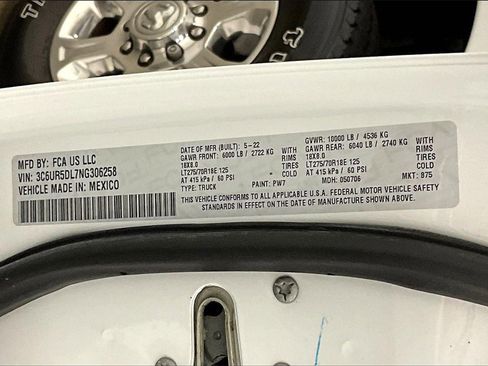 MFD BY: FCA US LLC
VIN: 3C6UR5DL7NG306258
VEHICLE MADE IN: MEXICO
DATE OF MFR (BUILT): 5-22
GAWR FRONT: 6000 LB / 2722 KG WITH
18X8.0 RIMS
LT275/70R18E 125 TIRES
AT 415 kPa / 60 PSI COLD
TYPE: TRUCK PAINT: PW7
GVWR: 10000 LB / 4536 KG
GAWR REAR: 6040 LB / 2740 KG WITH
18X8.0 RIMS
LT275/70R18E 125 TIRES
AT 415 kPa / 60 PSI COLD
MDH: 050706 MKT: 875
THIS VEHICLE CONFORMS TO ALL APPLICABLE U.S.A. FEDERAL MOTOR VEHICLE SAFETY
STANDARDS IN EFFECT ON THE DATE OF MANUFACTURE SHOWN ABOVE.